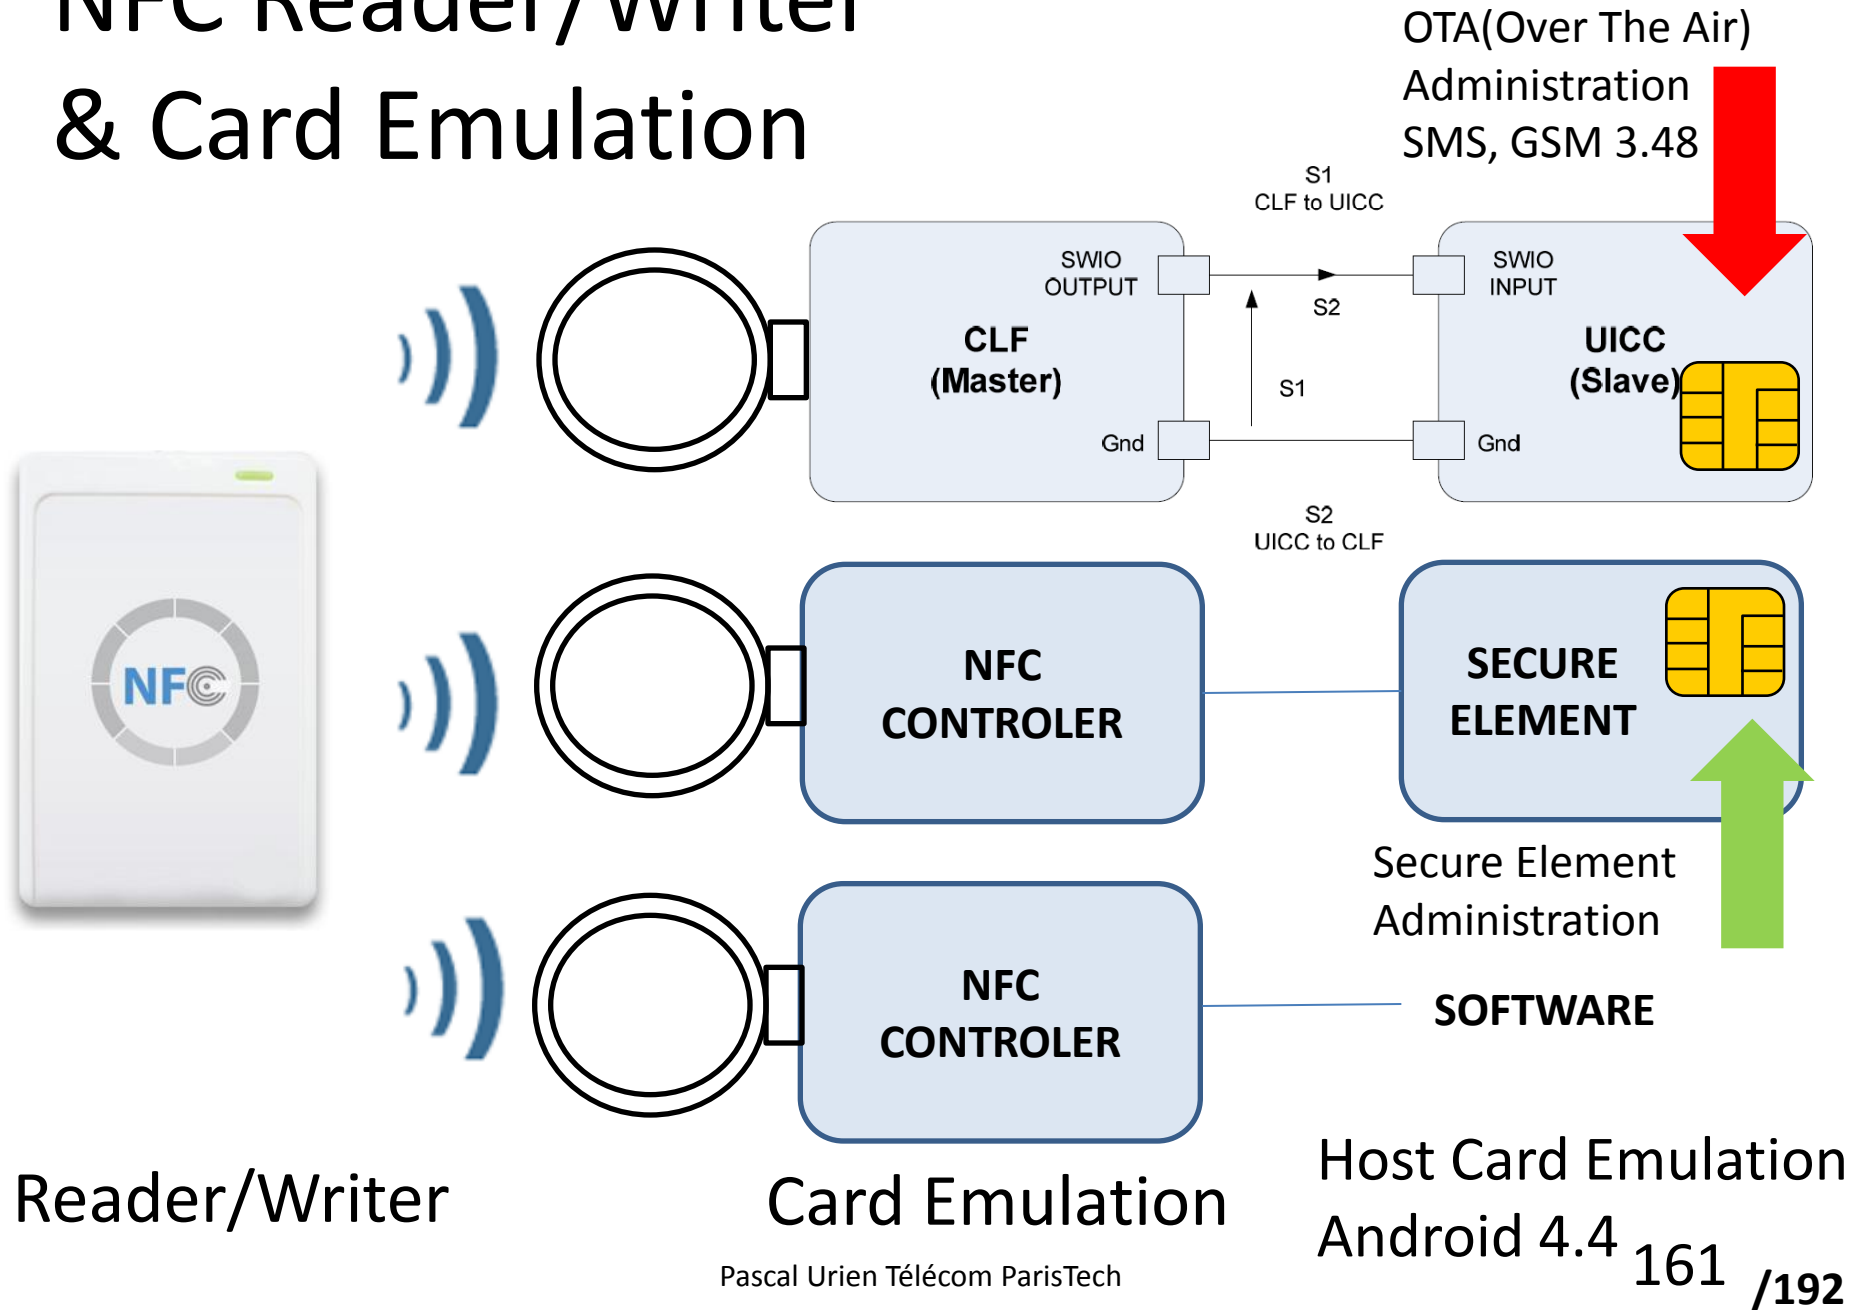 NFC Reader/Writer
& Card Emulation
OTA(Over The Air)
Administration
SMS, GSM 3.48
S1
CLF to UICC
SWIO
OUTPUT
CLF
(Master)
Gnd
S2
S1
SWIO
INPUT
UICC
(Slave)
Gnd
S2
UICC to CLF
NFC
NFC
CONTROLER
SECURE
ELEMENT
Secure Element
Administration
NFC
CONTROLER
SOFTWARE
Reader/Writer
Card Emulation
Host Card Emulation
Android 4.4
Pascal Urien Télécom ParisTech
161 /192